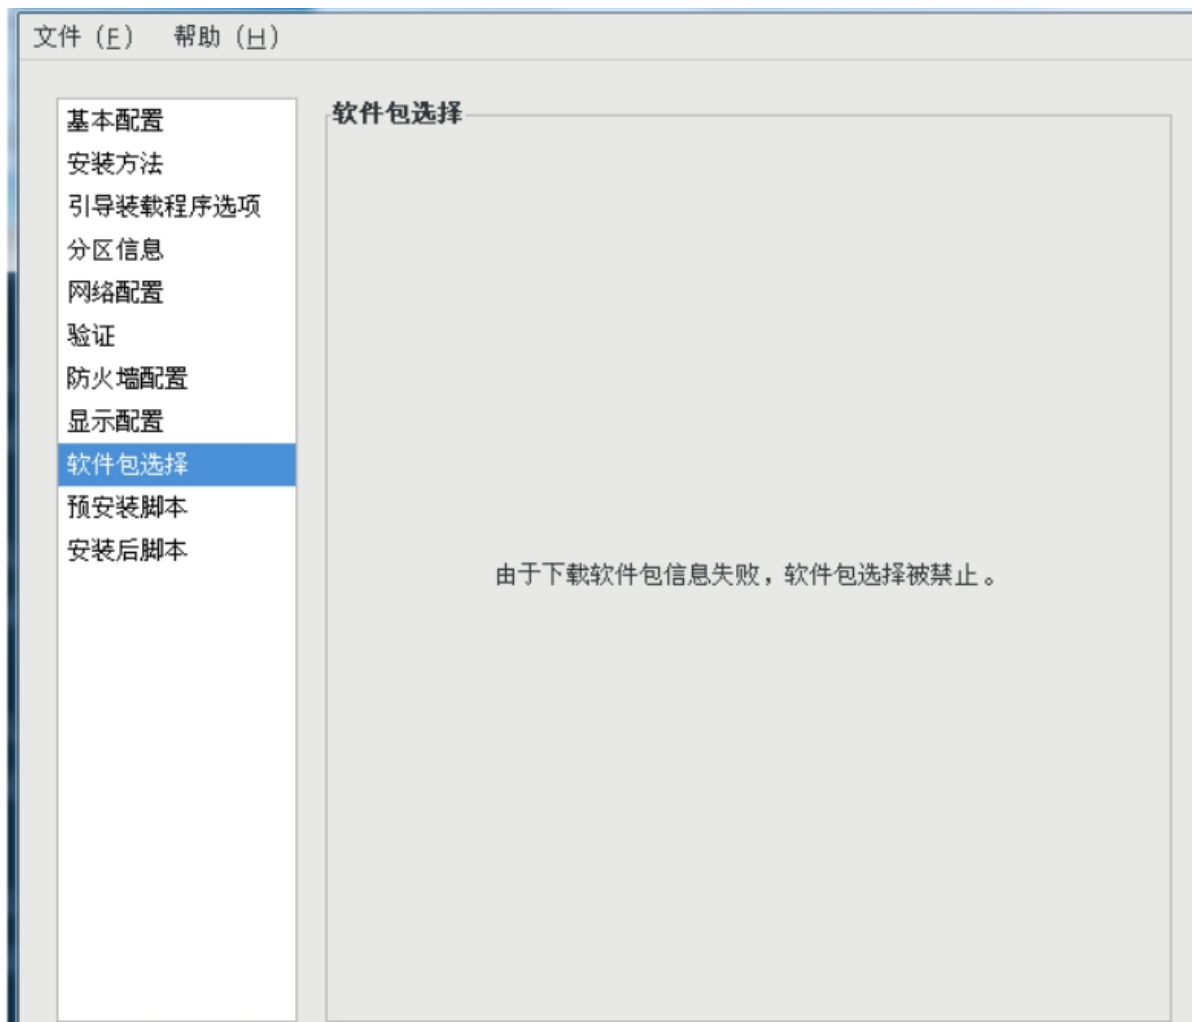 文件（F） 帮助（H）
基本配置
安装方法
引导装载程序选项
分区信息
网络配置
验证
防火墙配置
显示配置
软件包选择
预安装脚本
安装后脚本
软件包选择
由于下载软件包信息失败，软件包选择被禁止。